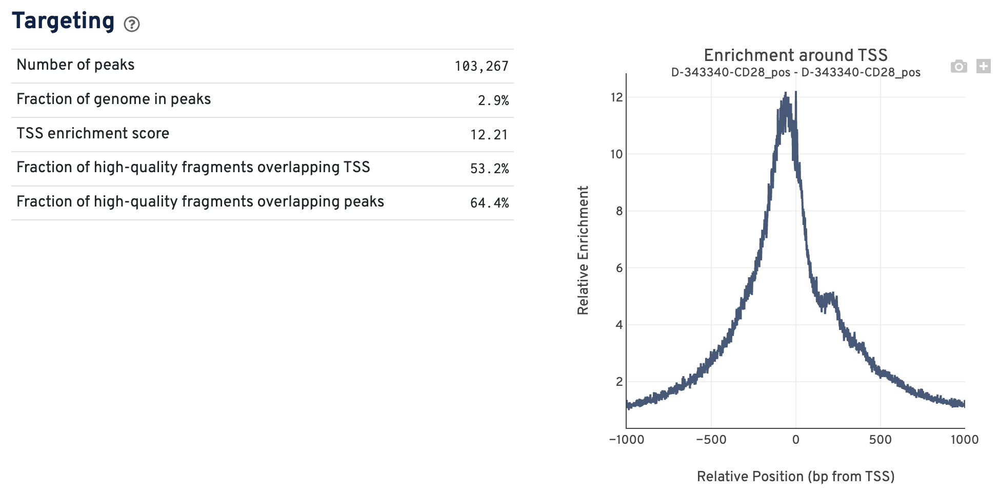 Targeting ?
Number of peaks 103,267
Fraction of genome in peaks 2.9%
TSS enrichment score 12.21
Fraction of high-quality fragments overlapping TSS 53.2%
Fraction of high-quality fragments overlapping peaks 64.4%
Enrichment around TSS
D-343340-CD28_pos - D-343340-CD28_pos
12
10
8
6
4
2
Relative Enrichment
−1000 −500 0 500 1000
Relative Position (bp from TSS)